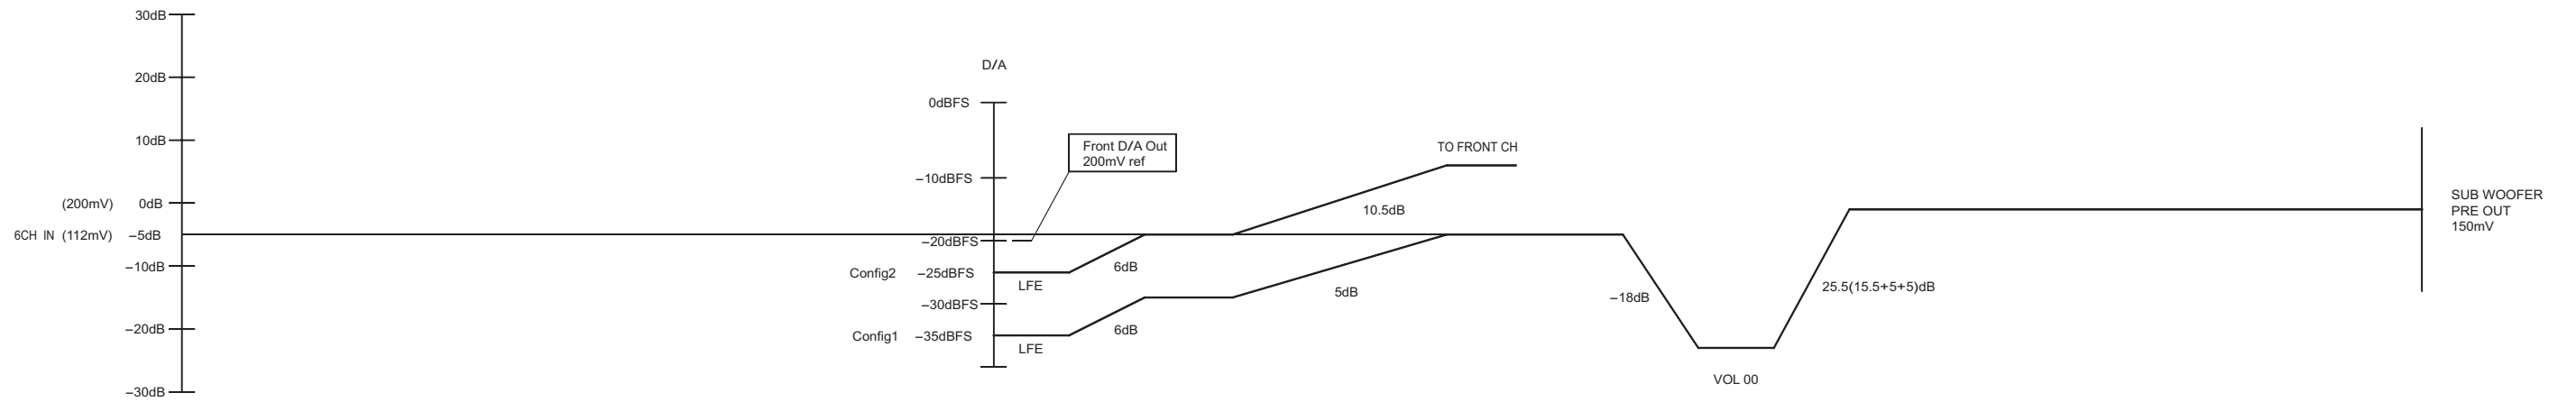 30dB
20dB
10dB
(200mV) 0dB
6CH IN (112mV) −5dB
−10dB
−20dB
−30dB
D/A
0dBFS
−10dBFS
−20dBFS
Config2 −25dBFS
−30dBFS
Config1 −35dBFS
Front D/A Out
200mV ref
LFE
LFE
6dB
6dB
TO FRONT CH
10.5dB
5dB
−18dB
VOL 00
25.5(15.5+5+5)dB
SUB WOOFER
PRE OUT
150mV